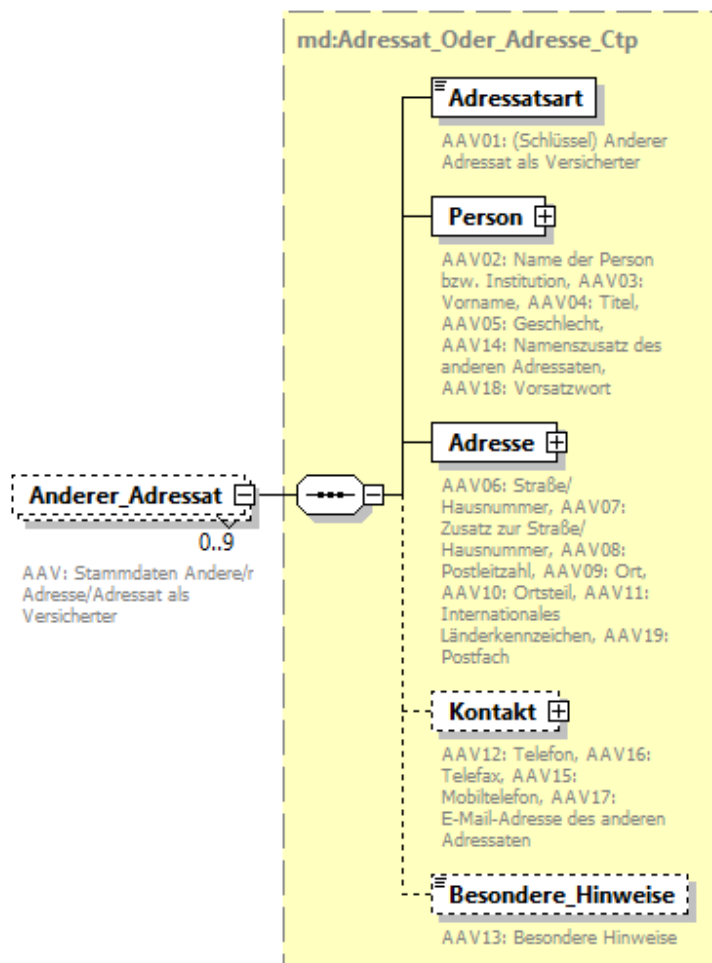 md:Adressat_Oder_Adresse_Ctp
Adressatsart
AAV01: (Schlüssel) Anderer
Adressat als Versicherter
Person
AAV02: Name der Person
bzw. Institution, AAV03:
Vorname, AAV04: Titel,
AAV05: Geschlecht,
AAV14: Namenszusatz des
anderen Adressaten,
AAV18: Vorsatzwort
Anderer_Adressat
0..9
AAV: Stammdaten Andere/r
Adresse/Adressat als
Versicherter
Adresse
AAV06: Straße/
Hausnummer, AAV07:
Zusatz zur Straße/
Hausnummer, AAV08:
Postleitzahl, AAV09: Ort,
AAV10: Ortsteil, AAV11:
Internationales
Länderkennzeichen, AAV19:
Postfach
Kontakt
AAV12: Telefon, AAV16:
Telefax, AAV15:
Mobiltelefon, AAV17:
E-Mail-Adresse des anderen
Adressaten
Besondere_Hinweise
AAV13: Besondere Hinweise